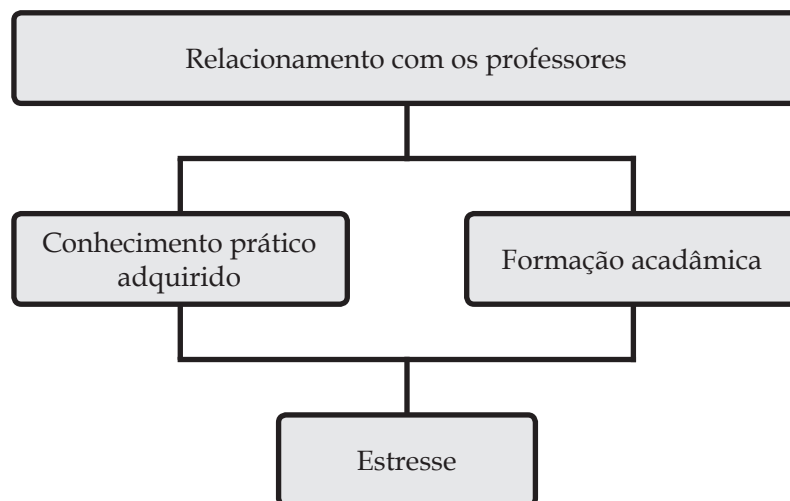 Relacionamento com os professores
Conhecimento prático
adquirido
Formação acadâmica
Estresse